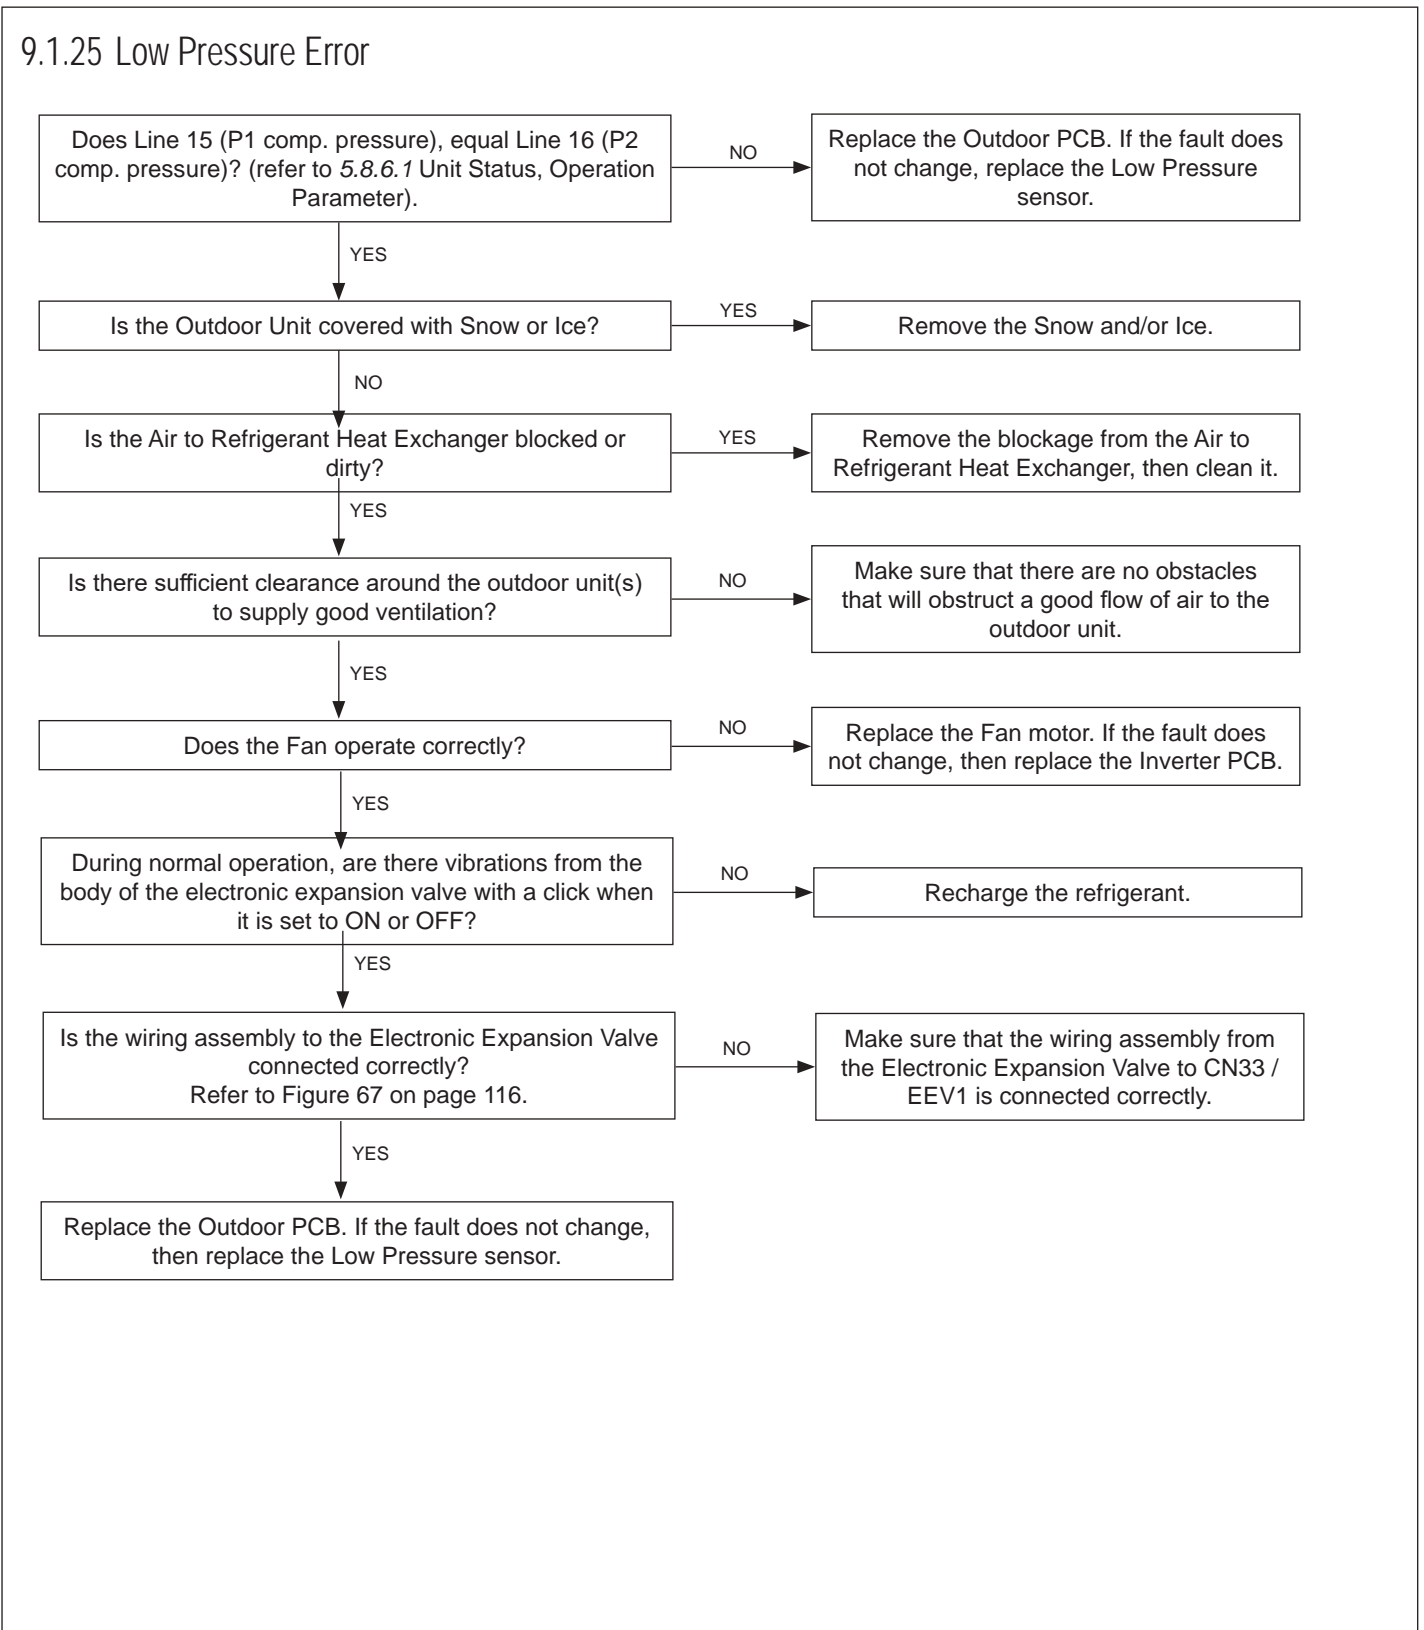 9.1.25 Low Pressure Error
Does Line 15 (P1 comp. pressure), equal Line 16 (P2
comp. pressure)? (refer to 5.8.6.1 Unit Status, Operation
Parameter).
NO
Replace the Outdoor PCB. If the fault does
not change, replace the Low Pressure
sensor.
YES
Is the Outdoor Unit covered with Snow or Ice?
YES
Remove the Snow and/or Ice.
NO
Is the Air to Refrigerant Heat Exchanger blocked or
dirty?
YES
Remove the blockage from the Air to
Refrigerant Heat Exchanger, then clean it.
YES
Is there sufficient clearance around the outdoor unit(s)
to supply good ventilation?
NO
Make sure that there are no obstacles
that will obstruct a good flow of air to the
outdoor unit.
YES
Does the Fan operate correctly?
NO
Replace the Fan motor. If the fault does
not change, then replace the Inverter PCB.
YES
During normal operation, are there vibrations from the
body of the electronic expansion valve with a click when
it is set to ON or OFF?
NO
Recharge the refrigerant.
YES
Is the wiring assembly to the Electronic Expansion Valve
connected correctly?
Refer to Figure 67 on page 116.
NO
Make sure that the wiring assembly from
the Electronic Expansion Valve to CN33 /
EEV1 is connected correctly.
YES
Replace the Outdoor PCB. If the fault does not change,
then replace the Low Pressure sensor.